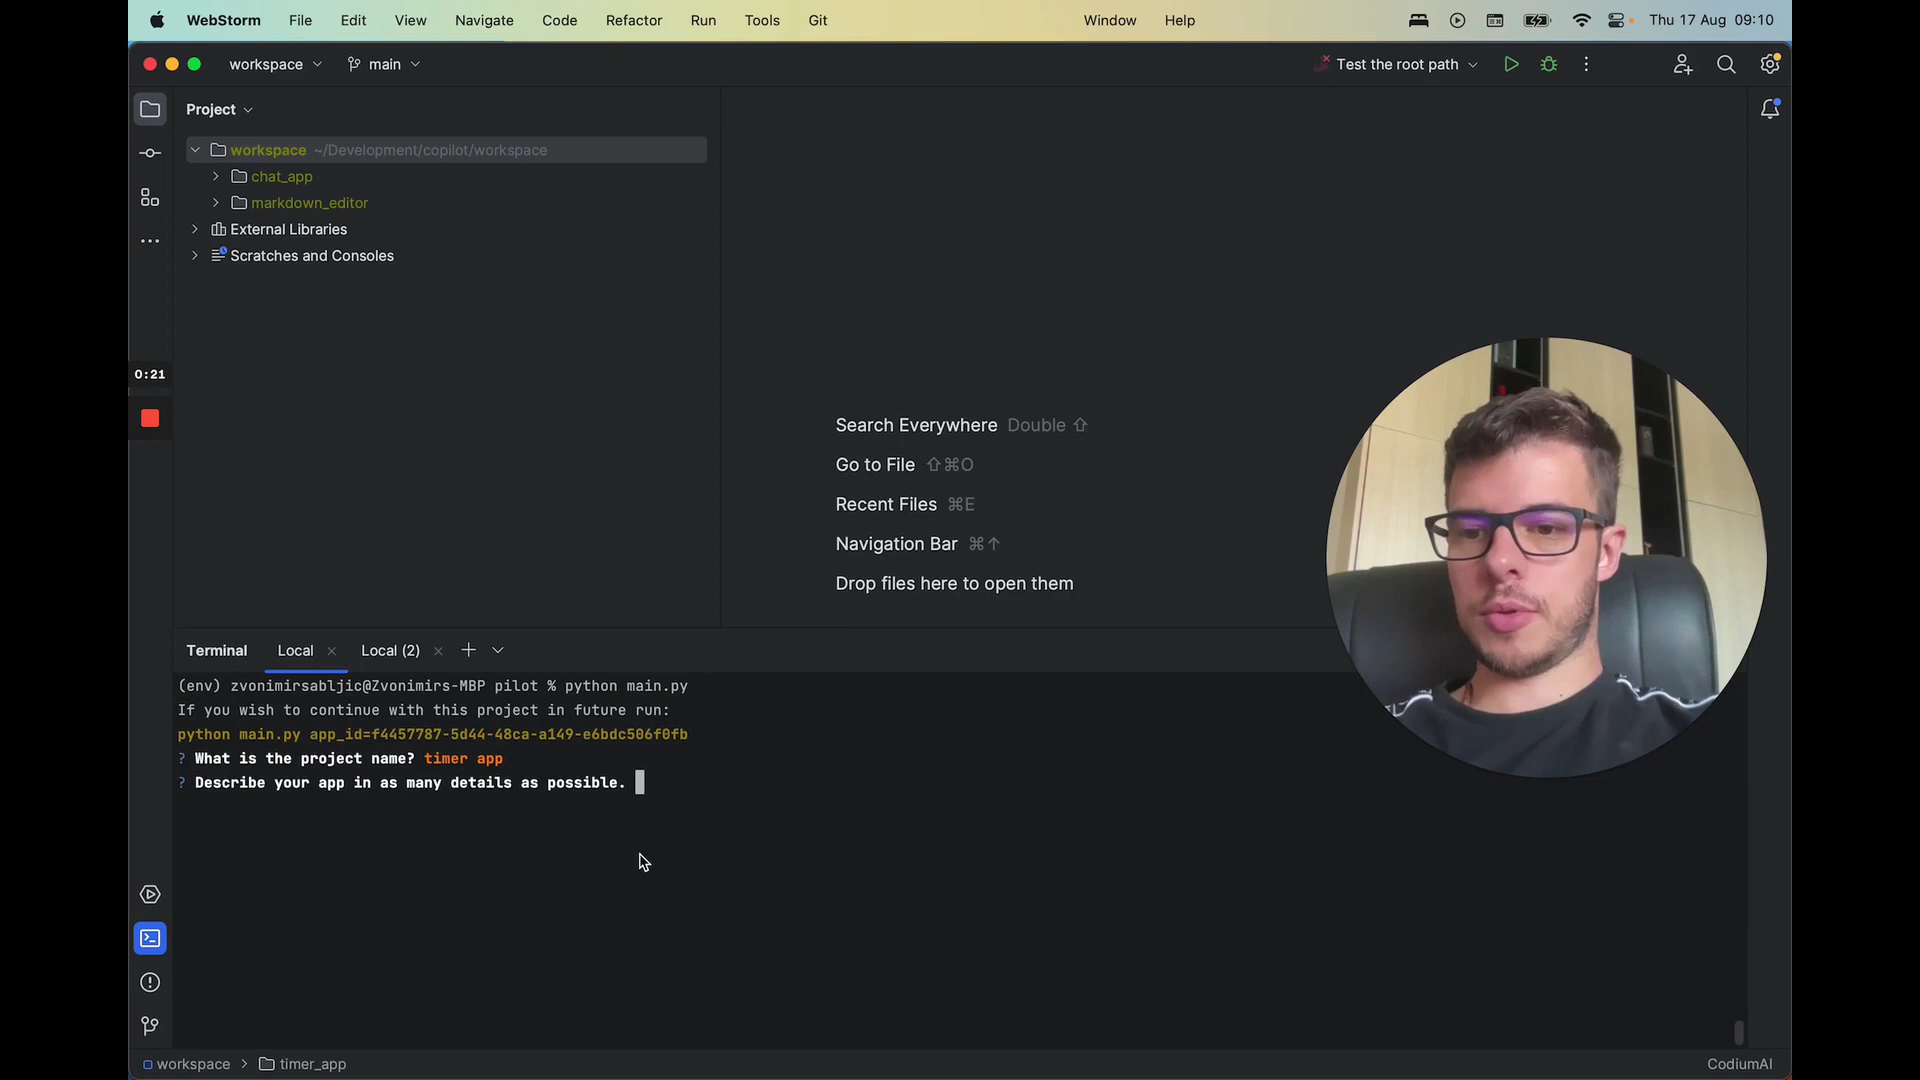 WebStorm File Edit View Navigate Code Refactor Run Tools Git Window Help Thu 17 Aug 09:10
workspace main Test the root path
Project
workspace ~/Development/copilot/workspace
chat_app
markdown_editor
External Libraries
Scratches and Consoles
0:21
Search Everywhere Double ⇧
Go to File ⇧⌘O
Recent Files ⌘E
Navigation Bar ⌘↑
Drop files here to open them
Terminal Local Local (2)
(env) zvonimirsabljic@Zvonimirs-MBP pilot % python main.py
If you wish to continue with this project in future run:
python main.py app_id=f4457787-5d44-48ca-a149-e6bdc506f0fb
? What is the project name? timer app
? Describe your app in as many details as possible.
workspace > timer_app CodiumAI